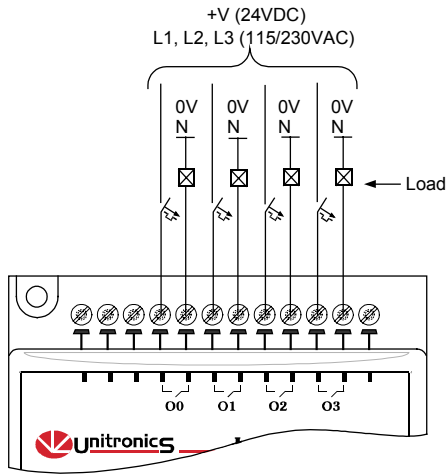 +V (24VDC)
L1, L2, L3 (115/230VAC)
0V 0V 0V 0V
N N N N
Load
O0 O1 O2 O3
UnitronicS